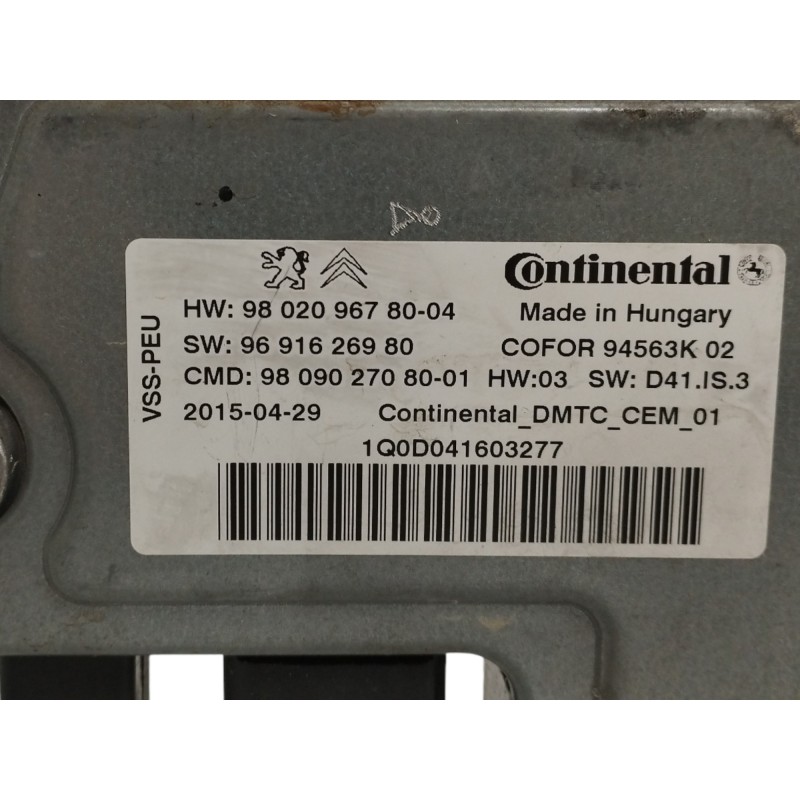 Continental
HW: 98 020 967 80-04 Made in Hungary
SW: 96 916 269 80 COFOR 94563K 02
CMD: 98 090 270 80-01 HW:03 SW: D41.IS.3
2015-04-29 Continental_DMTC_CEM_01
1Q0D041603277
VSS-PEU